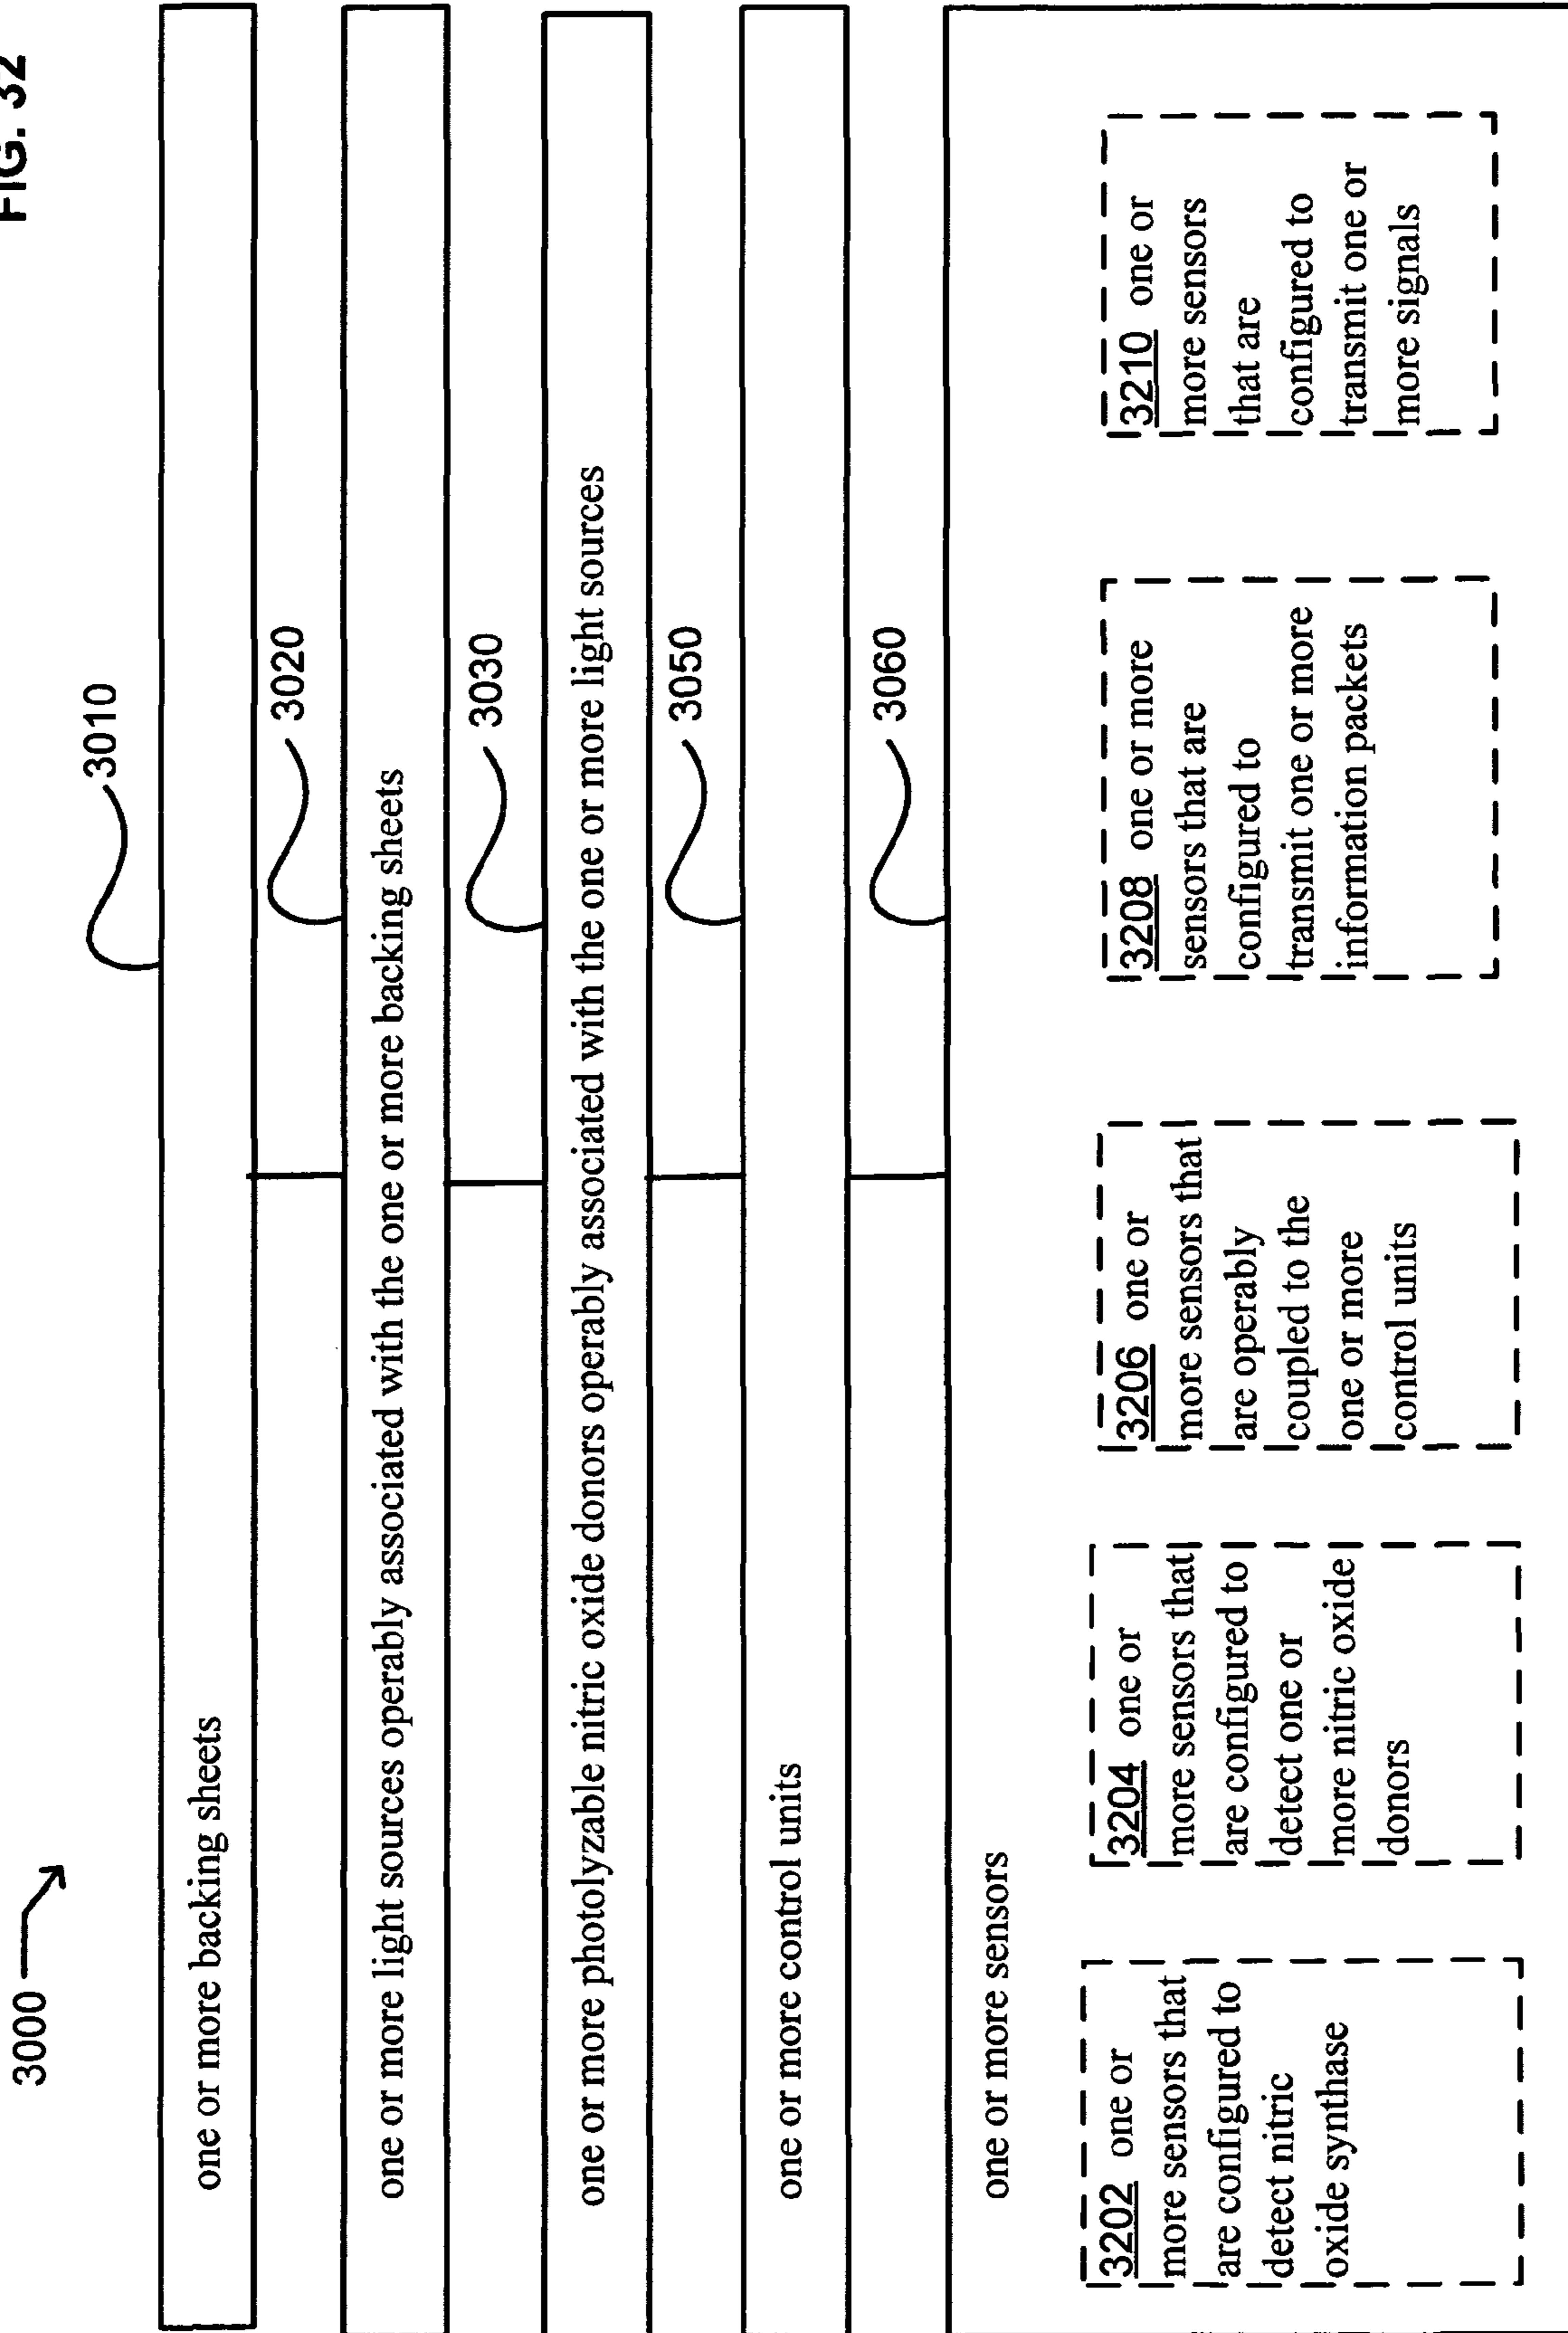 FIG. 32
3000
3010
one or more backing sheets
3020
one or more light sources operably associated with the one or more backing sheets
3030
one or more photolyzable nitric oxide donors operably associated with the one or more light sources
3050
one or more control units
3060
one or more sensors
3202 one or
more sensors that
are configured to
detect nitric
oxide synthase
3204 one or
more sensors that
are configured to
detect one or
more nitric oxide
donors
3206 one or
more sensors that
are operably
coupled to the
one or more
control units
3208 one or more
sensors that are
configured to
transmit one or more
information packets
3210 one or
more sensors
that are
configured to
transmit one or
more signals